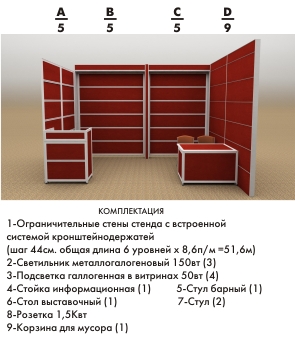 A B C D
5 5 5 9
КОМПЛЕКТАЦИЯ
1-Ограничительные стены стенда с встроенной
системой кронштейнодержатей
(шаг 44см. общая длина 6 уровней х 8,6п/м =51,6м)
2-Светильник металлогалогеновый 150вт (3)
3-Подсветка галлогенная в витринах 50вт (4)
4-Стойка информационная (1) 5-Стул барный (1)
6-Стол выставочный (1) 7-Стул (2)
8-Розетка 1,5Квт
9-Корзина для мусора (1)